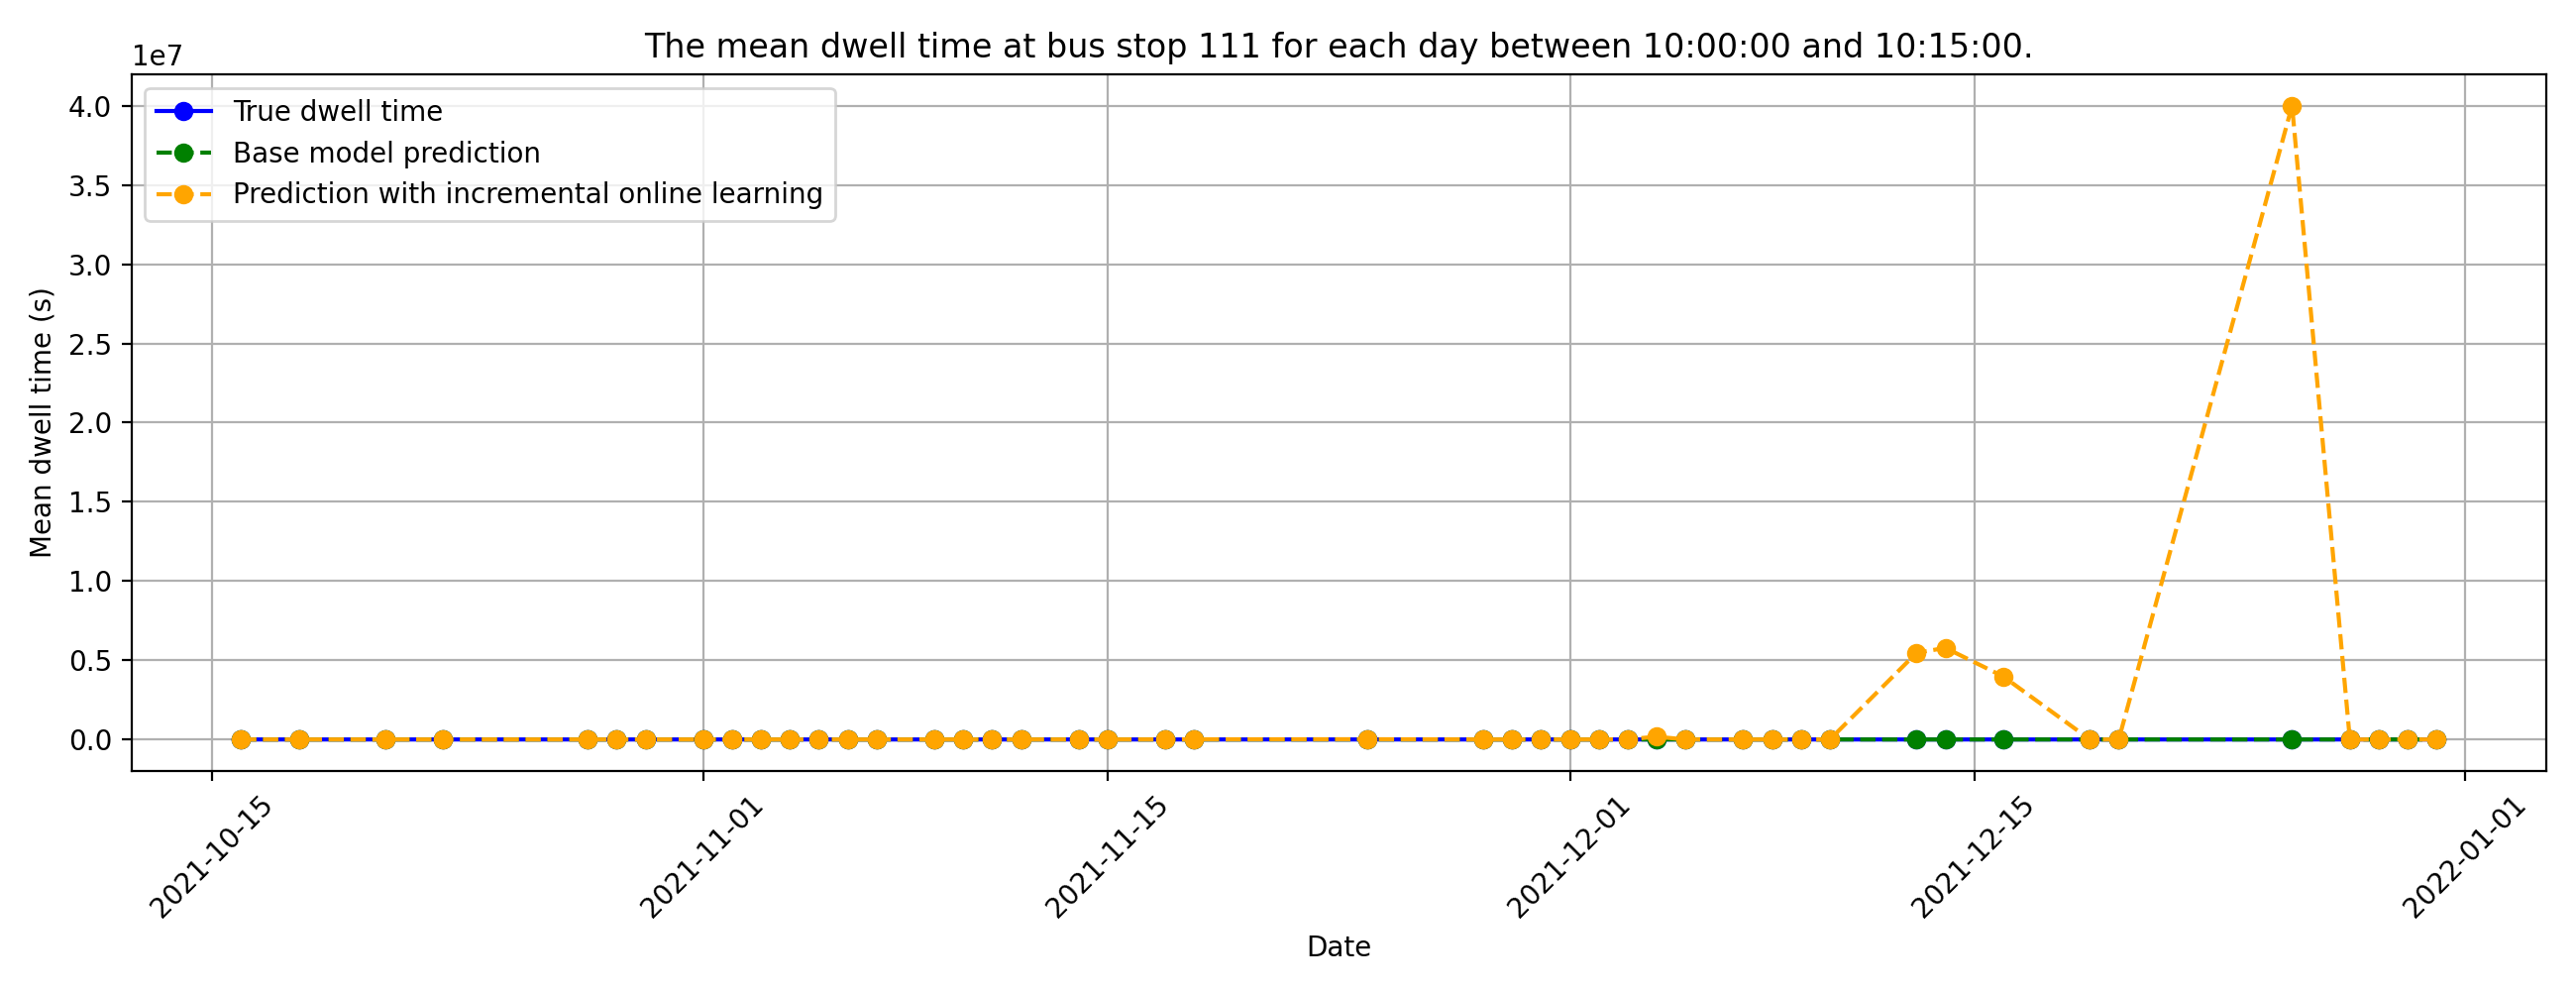 The mean dwell time at bus stop 111 for each day between 10:00:00 and 10:15:00.
1e7
True dwell time
Base model prediction
Prediction with incremental online learning
Mean dwell time (s)
4.0
3.5
3.0
2.5
2.0
1.5
1.0
0.5
0.0
2021-10-15
2021-11-01
2021-11-15
2021-12-01
2021-12-15
2022-01-01
Date